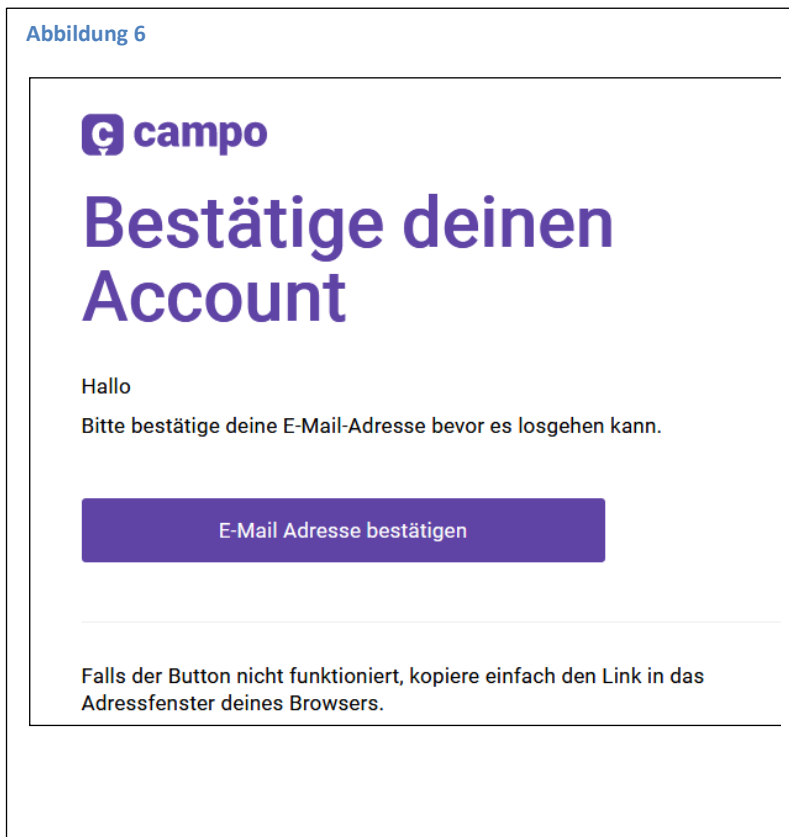 Abbildung 6
campo
Bestätige deinen
Account
Hallo
Bitte bestätige deine E-Mail-Adresse bevor es losgehen kann.
E-Mail Adresse bestätigen
Falls der Button nicht funktioniert, kopiere einfach den Link in das
Adressfenster deines Browsers.